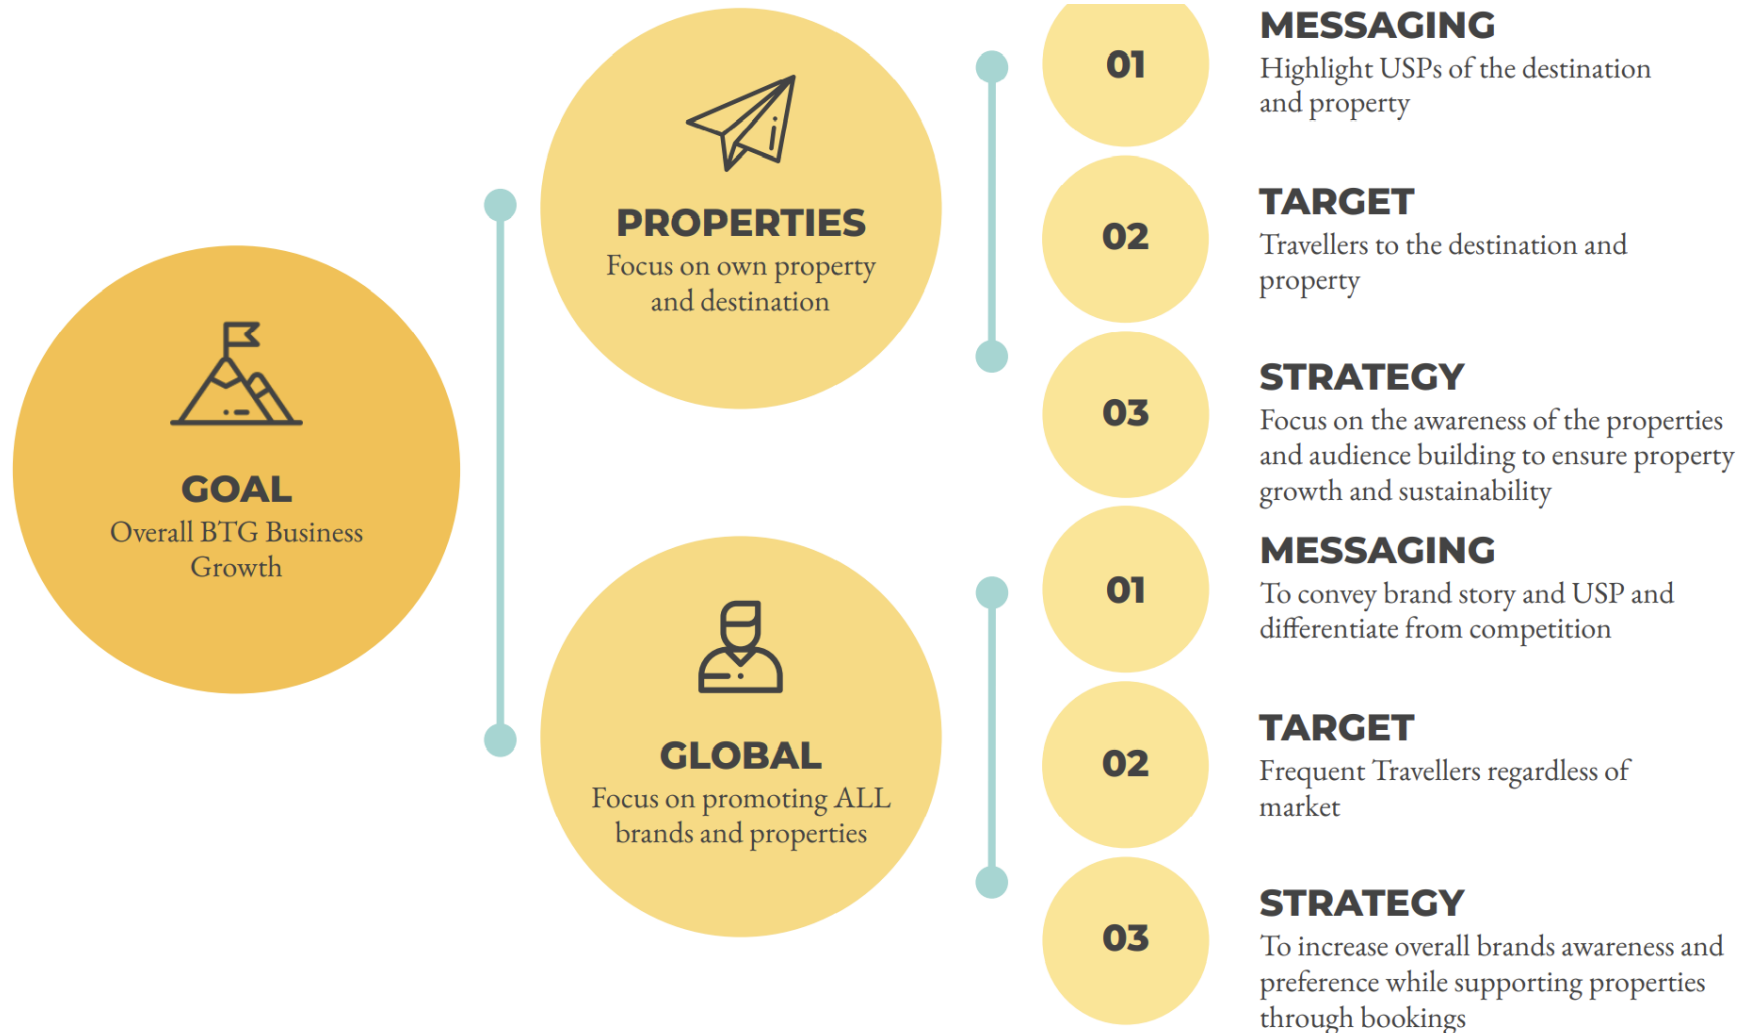 GOAL
Overall BTG Business
Growth
PROPERTIES
Focus on own property
and destination
01
MESSAGING
Highlight USPs of the destination
and property
02
TARGET
Travellers to the destination and
property
03
STRATEGY
Focus on the awareness of the properties
and audience building to ensure property
growth and sustainability
GLOBAL
Focus on promoting ALL
brands and properties
01
MESSAGING
To convey brand story and USP and
differentiate from competition
02
TARGET
Frequent Travellers regardless of
market
03
STRATEGY
To increase overall brands awareness and
preference while supporting properties
through bookings